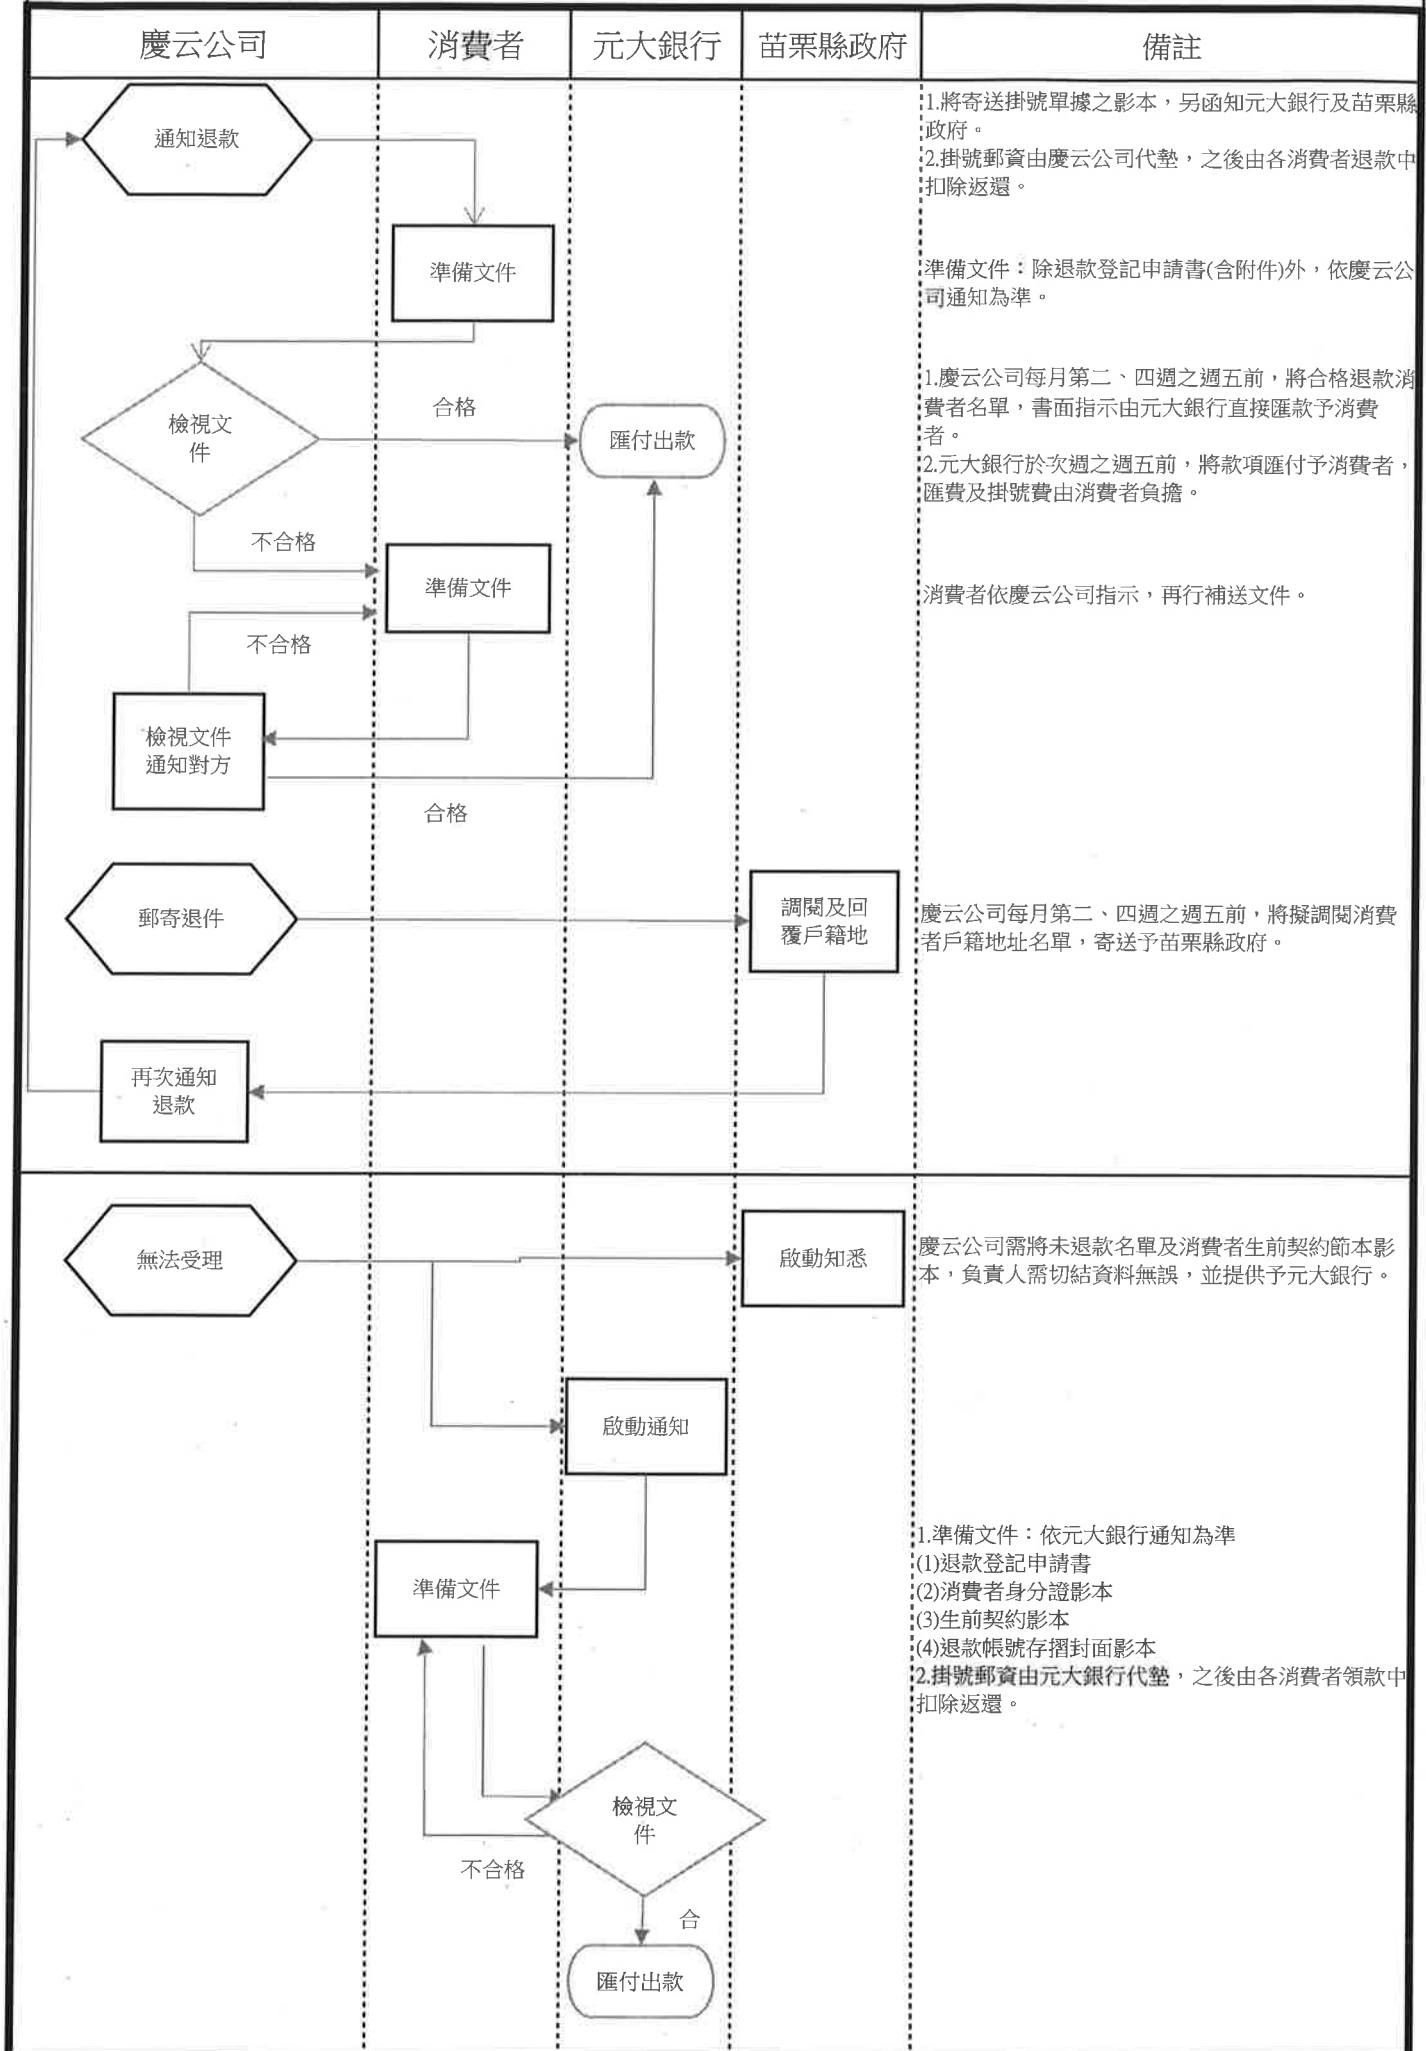 慶云公司
消費者
元大銀行
苗栗縣政府
備註
通知退款
1.將寄送掛號單據之影本，另函知元大銀行及苗栗縣
政府。
2.掛號郵資由慶云公司代墊，之後由各消費者退款中
扣除返還。
準備文件
準備文件：除退款登記申請書(含附件)外，依慶云公
司通知為準。
檢視文
件
合格
匯付出款
1.慶云公司每月第二、四週之週五前，將合格退款消
費者名單，書面指示由元大銀行直接匯款予消費
者。
2.元大銀行於次週之週五前，將款項匯付予消費者，
匯費及掛號費由消費者負擔。
不合格
準備文件
消費者依慶云公司指示，再行補送文件。
不合格
檢視文件
通知對方
合格
郵寄退件
調閱及回
覆戶籍地
慶云公司每月第二、四週之週五前，將擬調閱消費
者戶籍地址名單，寄送予苗栗縣政府。
再次通知
退款
無法受理
啟動知悉
慶云公司需將未退款名單及消費者生前契約節本影
本，負責人需切結資料無誤，並提供予元大銀行。
啟動通知
準備文件
1.準備文件：依元大銀行通知為準
(1)退款登記申請書
(2)消費者身分證影本
(3)生前契約影本
(4)退款帳號存摺封面影本
2.掛號郵資由元大銀行代墊，之後由各消費者領款中
扣除返還。
檢視文
件
不合格
合
匯付出款